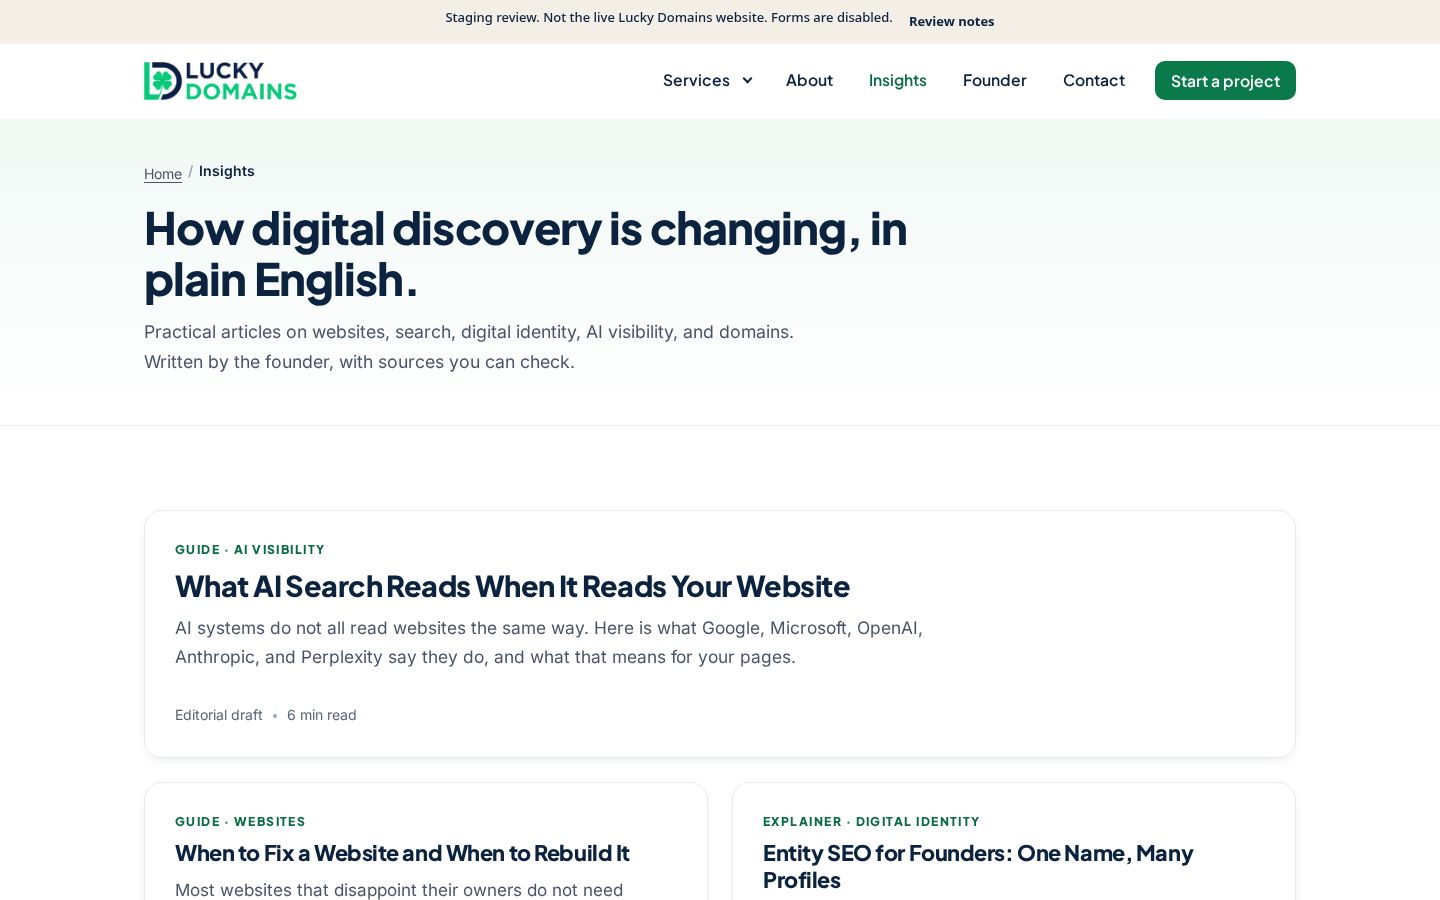 Staging review. Not the live Lucky Domains website. Forms are disabled. Review notes
LUCKY
DOMAINS
Services About Insights Founder Contact Start a project
Home / Insights
How digital discovery is changing, in
plain English.
Practical articles on websites, search, digital identity, AI visibility, and domains.
Written by the founder, with sources you can check.
GUIDE · AI VISIBILITY
What AI Search Reads When It Reads Your Website
AI systems do not all read websites the same way. Here is what Google, Microsoft, OpenAI,
Anthropic, and Perplexity say they do, and what that means for your pages.
Editorial draft • 6 min read
GUIDE · WEBSITES
When to Fix a Website and When to Rebuild It
Most websites that disappoint their owners do not need
EXPLAINER · DIGITAL IDENTITY
Entity SEO for Founders: One Name, Many
Profiles